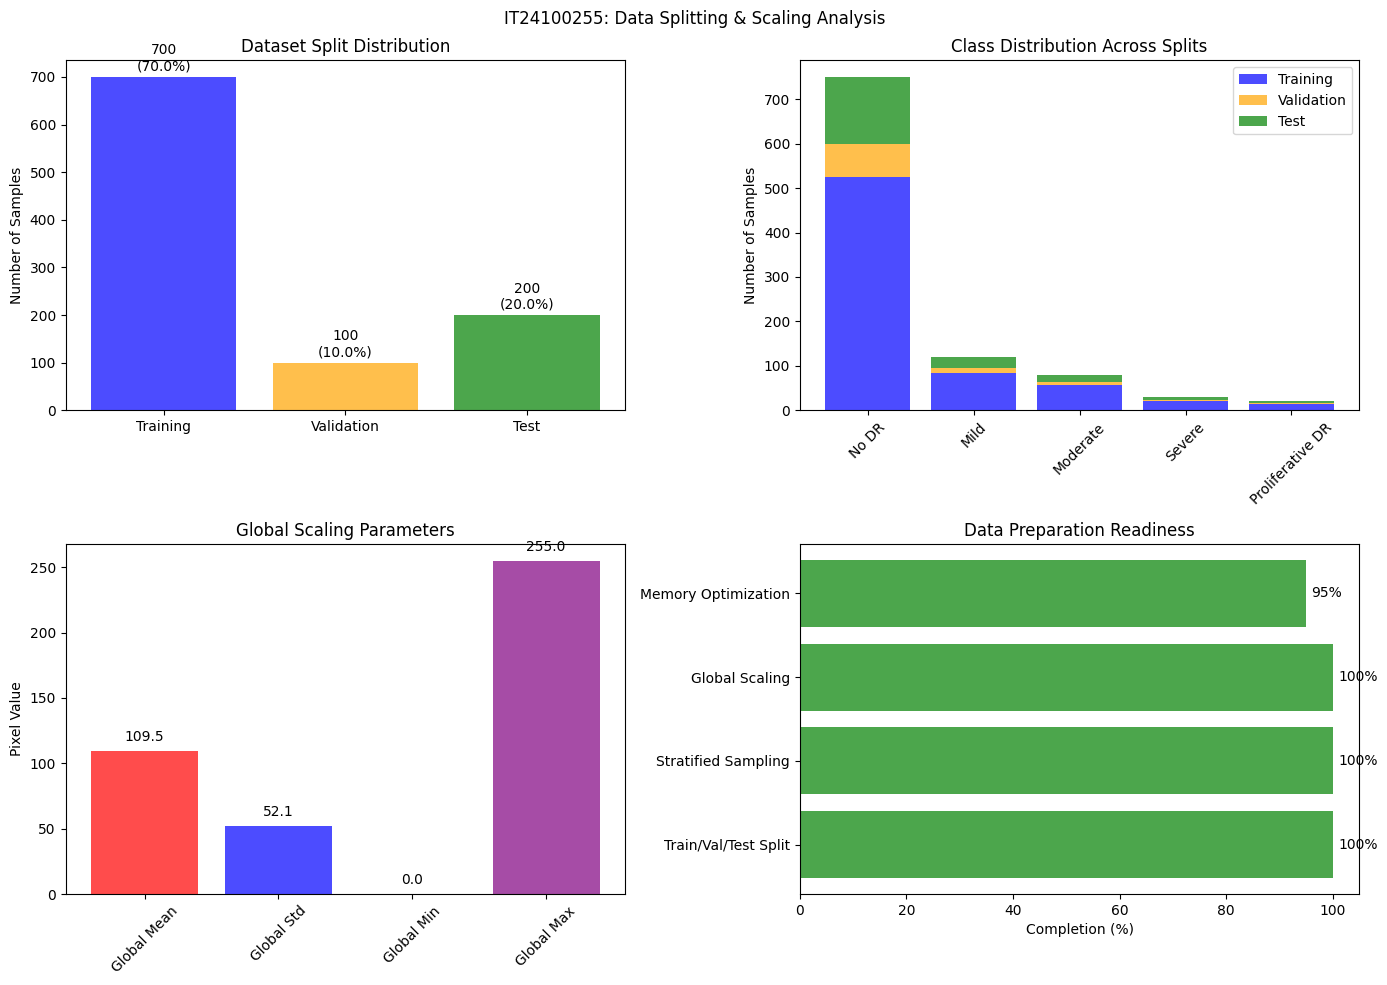 IT24100255: Data Splitting & Scaling Analysis
Dataset Split Distribution
Number of Samples
700
600
500
400
300
200
100
0
700
(70.0%)
100
(10.0%)
200
(20.0%)
Training
Validation
Test
Class Distribution Across Splits
Number of Samples
700
600
500
400
300
200
100
0
Training
Validation
Test
No DR
Mild
Moderate
Severe
Proliferative DR
Global Scaling Parameters
Pixel Value
250
200
150
100
50
0
109.5
52.1
0.0
255.0
Global Mean
Global Std
Global Min
Global Max
Data Preparation Readiness
Memory Optimization
95%
Global Scaling
100%
Stratified Sampling
100%
Train/Val/Test Split
100%
0
20
40
60
80
100
Completion (%)